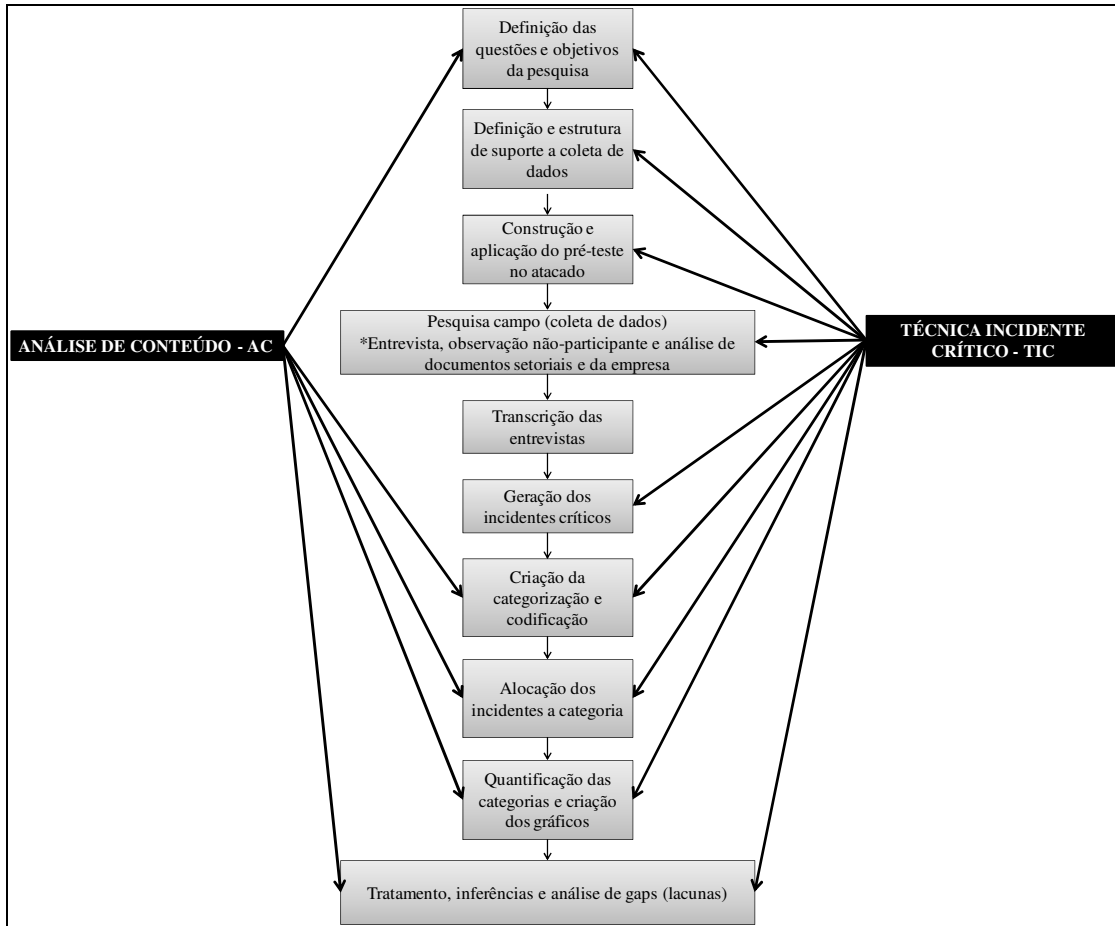 Definição das
questões e objetivos
da pesquisa
Definição e estrutura
de suporte a coleta de
dados
Construção e
aplicação do pré-teste
no atacado
Pesquisa campo (coleta de dados)
*Entrevista, observação não-participante e análise de
documentos setoriais e da empresa
ANÁLISE DE CONTEÚDO - AC
TÉCNICA INCIDENTE
CRÍTICO - TIC
Transcrição das
entrevistas
Geração dos
incidentes críticos
Criação da
categorização e
codificação
Alocação dos
incidentes a categoria
Quantificação das
categorias e criação
dos gráficos
Tratamento, inferências e análise de gaps (lacunas)